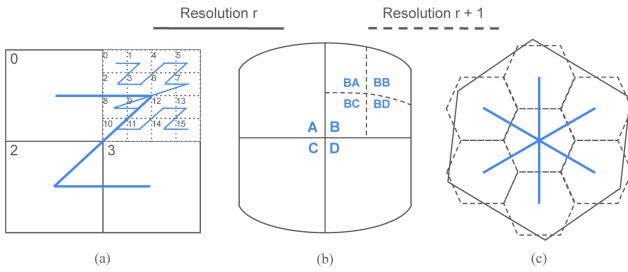 Resolution r
Resolution r + 1
0
2
3
0 1 4 5
2 3 6 7
8 9 12 13
10 11 14 15
BA BB
BC BD
A B
C D
(a)
(b)
(c)